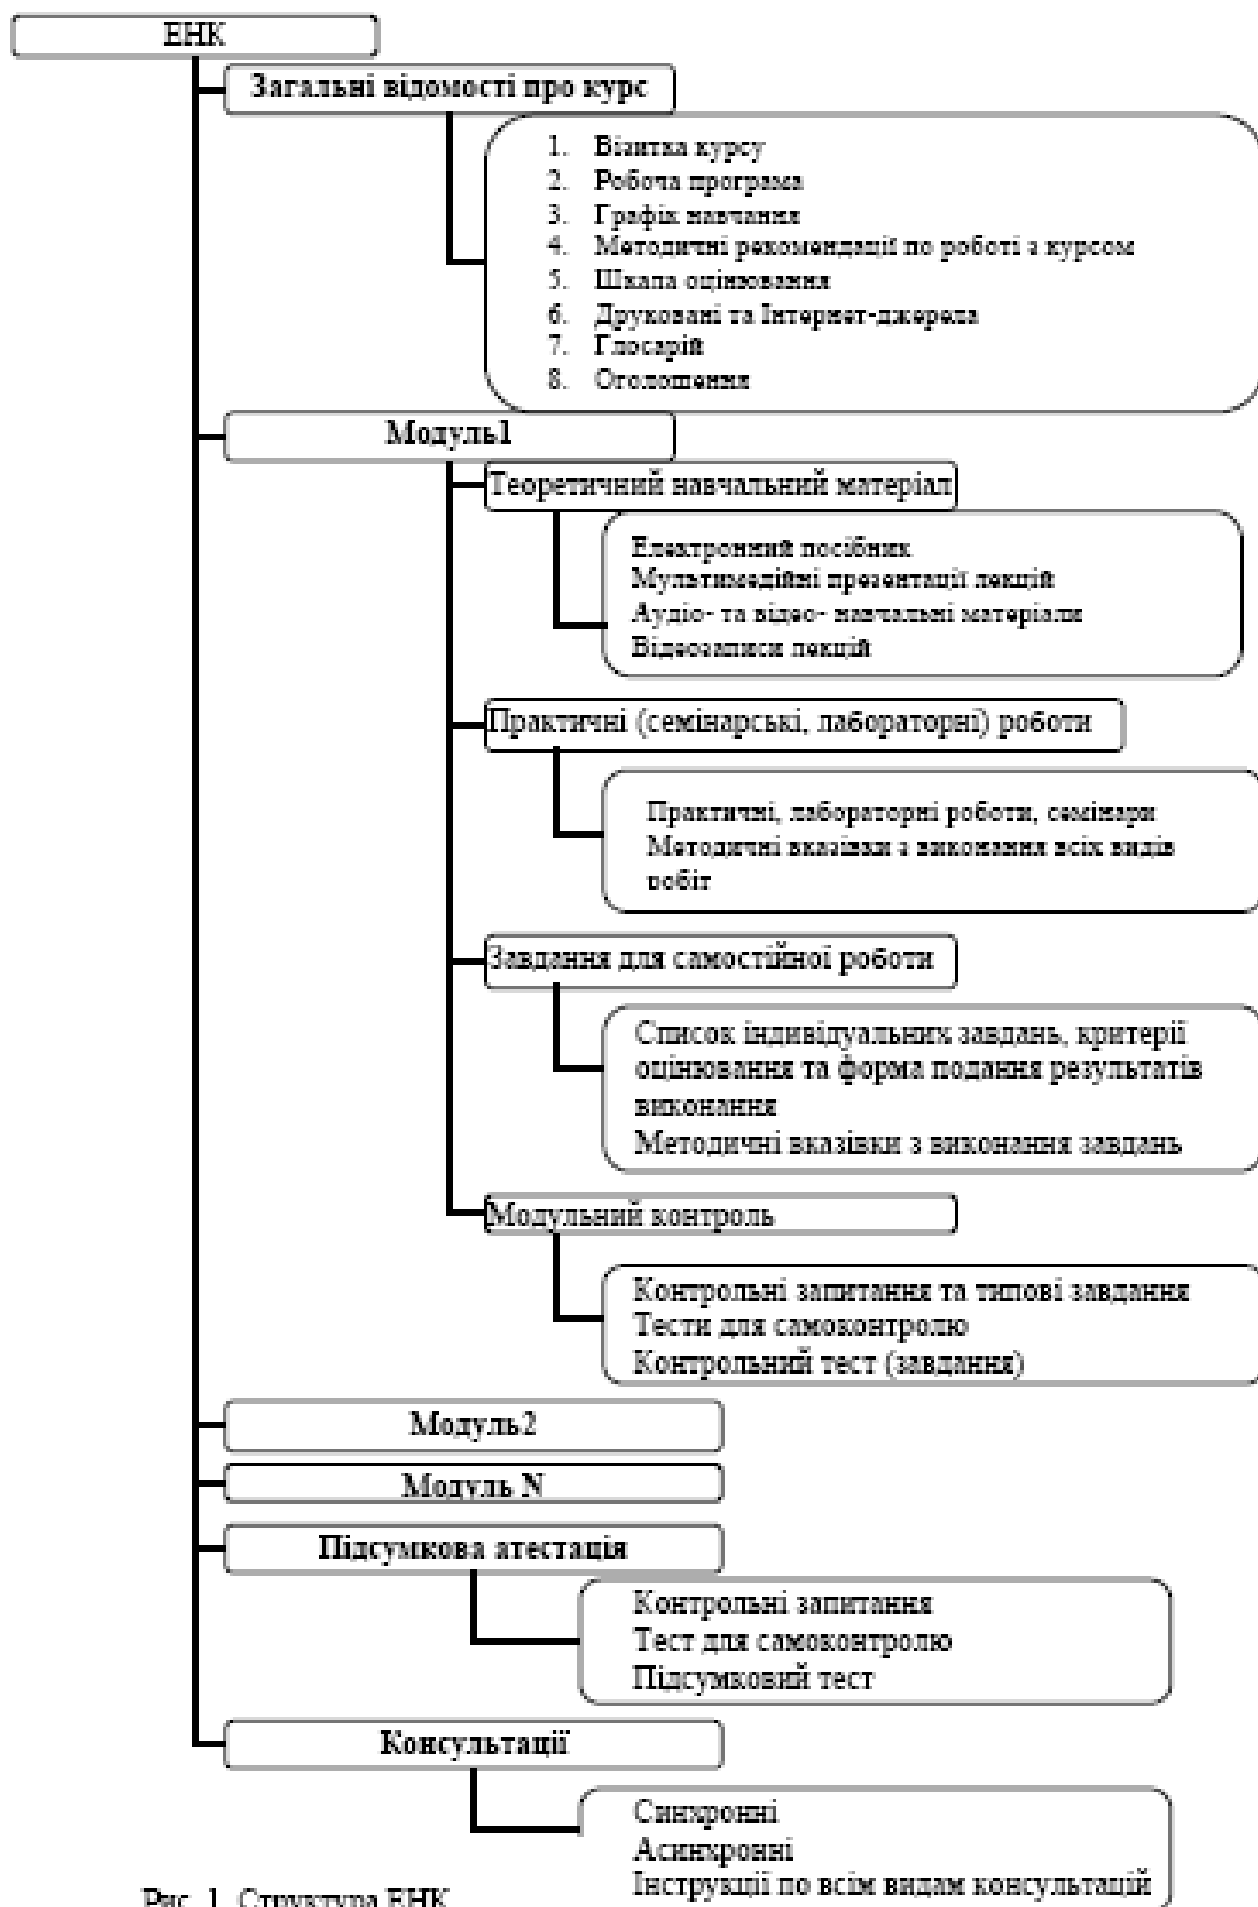 ЕНК
Загальні відомості про курс
1. Візитка курсу
2. Робоча програма
3. Графік навчання
4. Методичні рекомендації по роботі з курсом
5. Шкала оцінювання
6. Друковані та Інтернет-джерела
7. Глосарій
8. Оголошення
Модуль1
Теоретичний навчальний матеріал
Електронний посібник
Мультимедійні презентації лекцій
Аудіо- та відео- навчальні матеріали
Відеозаписи лекцій
Практичні (семінарські, лабораторні) роботи
Практичні, лабораторні роботи, семінари
Методичні вказівки з виконання всіх видів
робіт
Завдання для самостійної роботи
Список індивідуальних завдань, критерії
оцінювання та форма подання результатів
виконання
Методичні вказівки з виконання завдань
Модульний контроль
Контрольні запитання та типові завдання
Тести для самоконтролю
Контрольний тест (завдання)
Модуль2
Модуль N
Підсумкова атестація
Контрольні запитання
Тест для самоконтролю
Підсумковий тест
Консультації
Синхронні
Асинхронні
Інструкції по всім видам консультацій
Рис. 1. Структура ЕНК